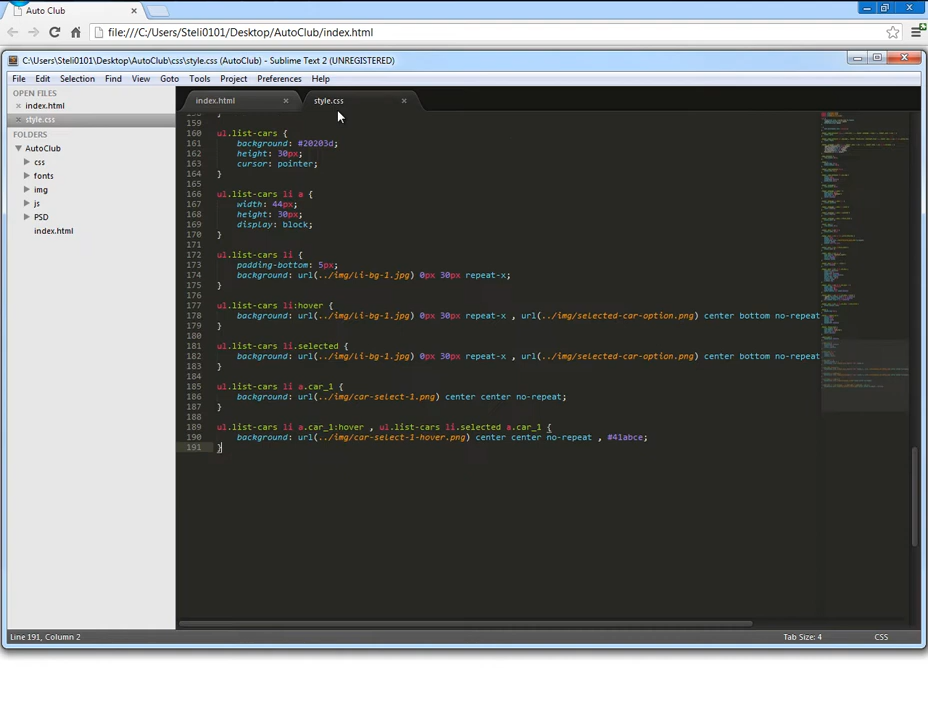 Auto Club
file:///C:/Users/Steli0101/Desktop/AutoClub/index.html
C:\Users\Steli0101\Desktop\AutoClub\css\style.css (AutoClub) - Sublime Text 2 (UNREGISTERED)
File Edit Selection Find View Goto Tools Project Preferences Help
OPEN FILES
index.html
style.css
FOLDERS
AutoClub
css
fonts
img
js
PSD
index.html
index.html style.css
159
160 ul.list-cars {
161 background: #20203d;
162 height: 30px;
163 cursor: pointer;
164 }
165
166 ul.list-cars li a {
167 width: 44px;
168 height: 30px;
169 display: block;
170 }
171
172 ul.list-cars li {
173 padding-bottom: 5px;
174 background: url(../img/li-bg-1.jpg) 0px 30px repeat-x;
175 }
176
177 ul.list-cars li:hover {
178 background: url(../img/li-bg-1.jpg) 0px 30px repeat-x , url(../img/selected-car-option.png) center bottom no-repeat
179 }
180
181 ul.list-cars li.selected {
182 background: url(../img/li-bg-1.jpg) 0px 30px repeat-x , url(../img/selected-car-option.png) center bottom no-repeat
183 }
184
185 ul.list-cars li a.car_1 {
186 background: url(../img/car-select-1.png) center center no-repeat;
187 }
188
189 ul.list-cars li a.car_1:hover , ul.list-cars li.selected a.car_1 {
190 background: url(../img/car-select-1-hover.png) center center no-repeat , #41abce;
191 }
Line 191, Column 2
Tab Size: 4
CSS